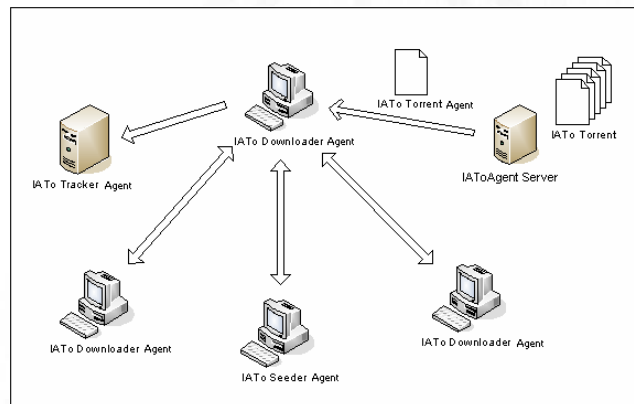 IATo Torrent Agent
IATo Torrent
IATo Downloader Agent
IAToAgent Server
IATo Tracker Agent
IATo Downloader Agent
IATo Seeder Agent
IATo Downloader Agent